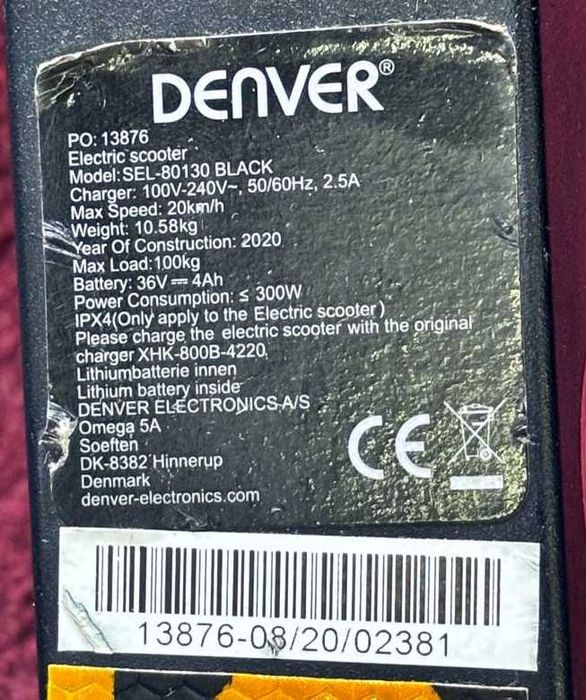 DENVER®
PO: 13876
Electric scooter
Model:SEL-80130 BLACK
Charger: 100V-240V~, 50/60Hz, 2.5A
Max Speed: 20km/h
Weight: 10.58kg
Year Of Construction: 2020
Max Load:100kg
Battery: 36V⎓4Ah
Power Consumption: ≤ 300W
IPX4(Only apply to the Electric scooter)
Please charge the electric scooter with the original
charger XHK-800B-4220
Lithiumbatterie innen
Lithium battery inside
DENVER ELECTRONICS A/S
Omega 5A
Soeften
DK-8382 Hinnerup
Denmark
denver-electronics.com
CE
13876-08/20/02381